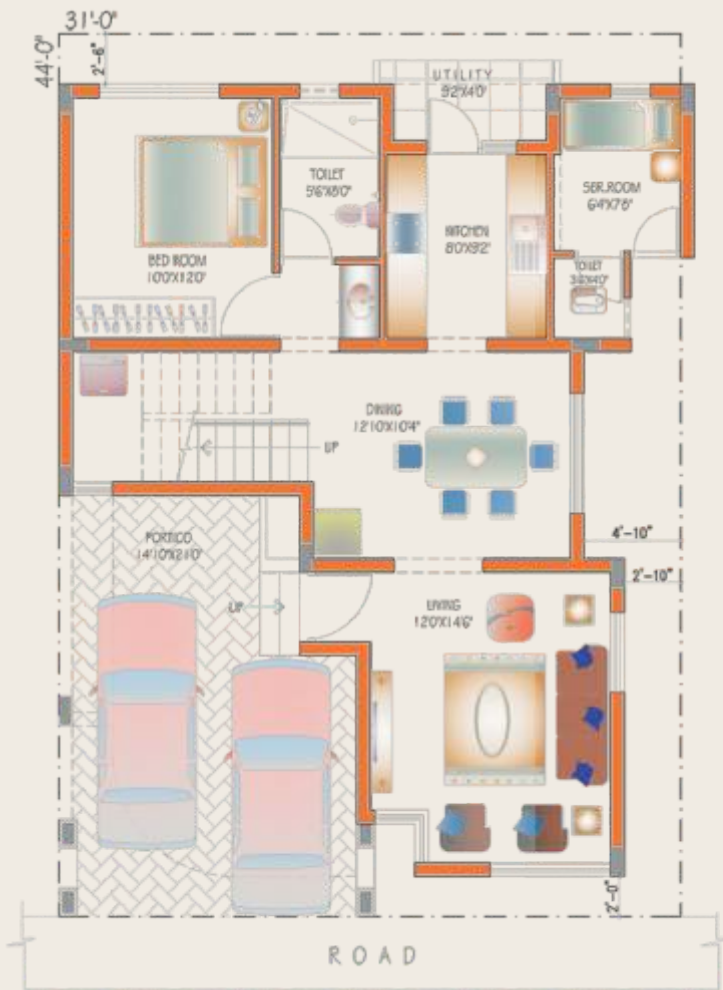 31'-0"
44'-0"
2'-6"
UTILITY
9'2"X4'0"
TOILET
5'6"X8'0"
SER.ROOM
6'4"X7'8"
KITCHEN
8'0"X9'2"
BED ROOM
10'0"X12'0"
TOILET
3'6"X4'0"
DINING
12'10"X10'4"
UP
4'-10"
PORTICO
14'10"X21'0"
2'-10"
UP
LIVING
12'0"X14'6"
2'-0"
ROAD